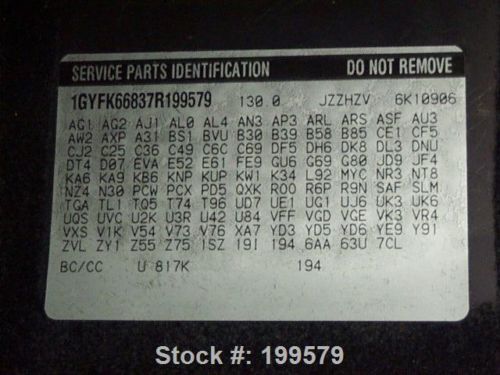 SERVICE PARTS IDENTIFICATION DO NOT REMOVE
1GYFK66837R199579 130.0 JZZHZV 6K10906
AG1 AG2 AJ1 AL0 AL4 AN3 AP3 ARL ARS ASF AU3
AW2 AXP A31 BS1 BVU B30 B39 B58 B85 CE1 CF5
CJ2 C25 C36 C49 C6C C69 DF5 DH6 DK8 DL3 DNU
DT4 D07 EVA E52 E61 FE9 GU6 G69 G80 JD9 JF4
KA6 KA9 KB6 KNP KUP KW1 K34 L92 MYC NR3 NT8
NZ4 N30 PCW PCX PD5 QXK R00 R6P R9N SAF SLM
TGA TL1 TQ5 T74 T96 UD7 UE1 UG1 UJ6 UK3 UK6
UQS UVC U2K U3R U42 U84 VFF VGD VGE VK3 VR4
VXS V1K V54 V73 V76 XA7 YD3 YD5 YD6 YE9 Y91
ZVL ZY1 Z55 Z75 1SZ 19I 194 6AA 63U 7CL
BC/CC U 817K 194
Stock #: 199579